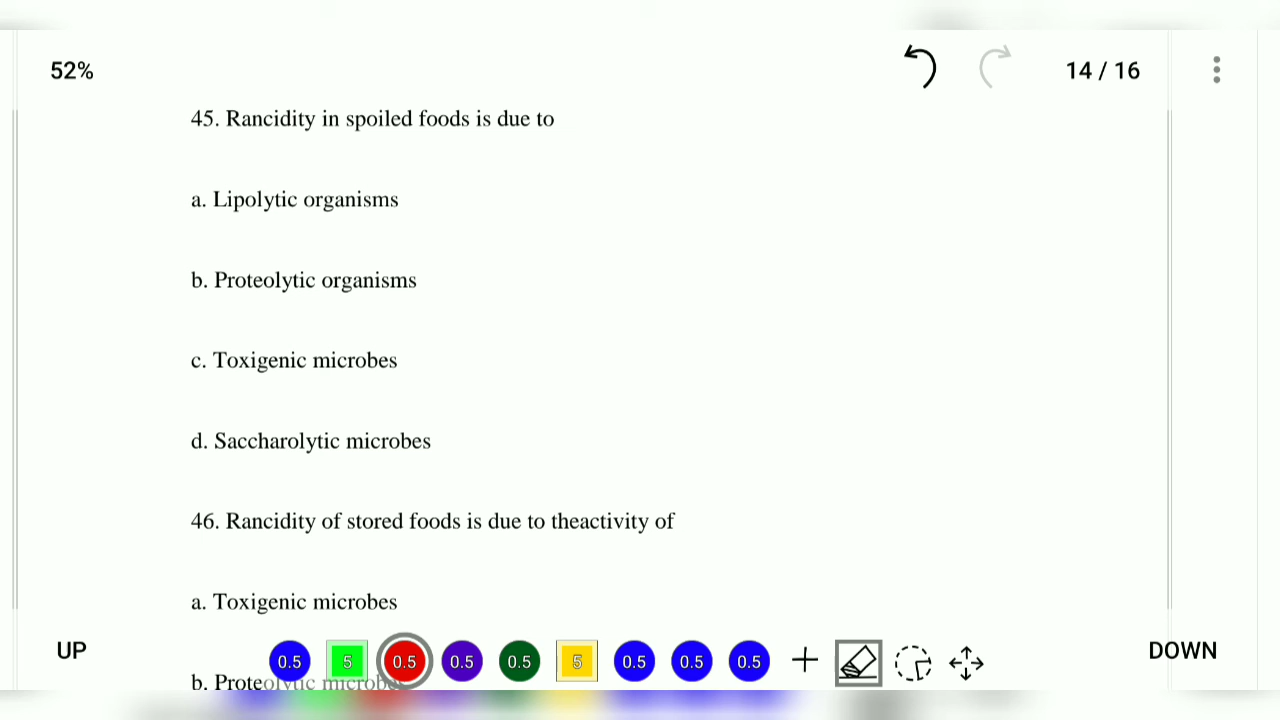 52%
14 / 16
45. Rancidity in spoiled foods is due to
a. Lipolytic organisms
b. Proteolytic organisms
c. Toxigenic microbes
d. Saccharolytic microbes
46. Rancidity of stored foods is due to theactivity of
a. Toxigenic microbes
UP
0.5 5 0.5 0.5 0.5 5 0.5 0.5 0.5
DOWN
b. Proteolytic microbes